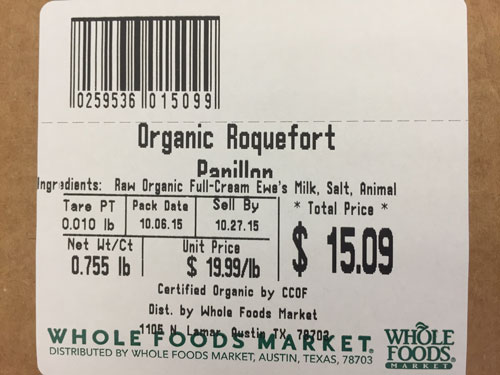 0259536 015099
Organic Roquefort
Papillon
Ingredients: Raw Organic Full-Cream Ewe's Milk, Salt, Animal
Tare PT Pack Date Sell By * Total Price *
0.010 lb 10.06.15 10.27.15
Net Wt/Ct Unit Price $ 15.09
0.755 lb $ 19.99/lb
Certified Organic by CCOF
Dist. by Whole Foods Market
1105 N Lamar Austin TX 78703
WHOLE FOODS MARKET® WHOLE FOODS MARKET
DISTRIBUTED BY WHOLE FOODS MARKET, AUSTIN, TEXAS, 78703